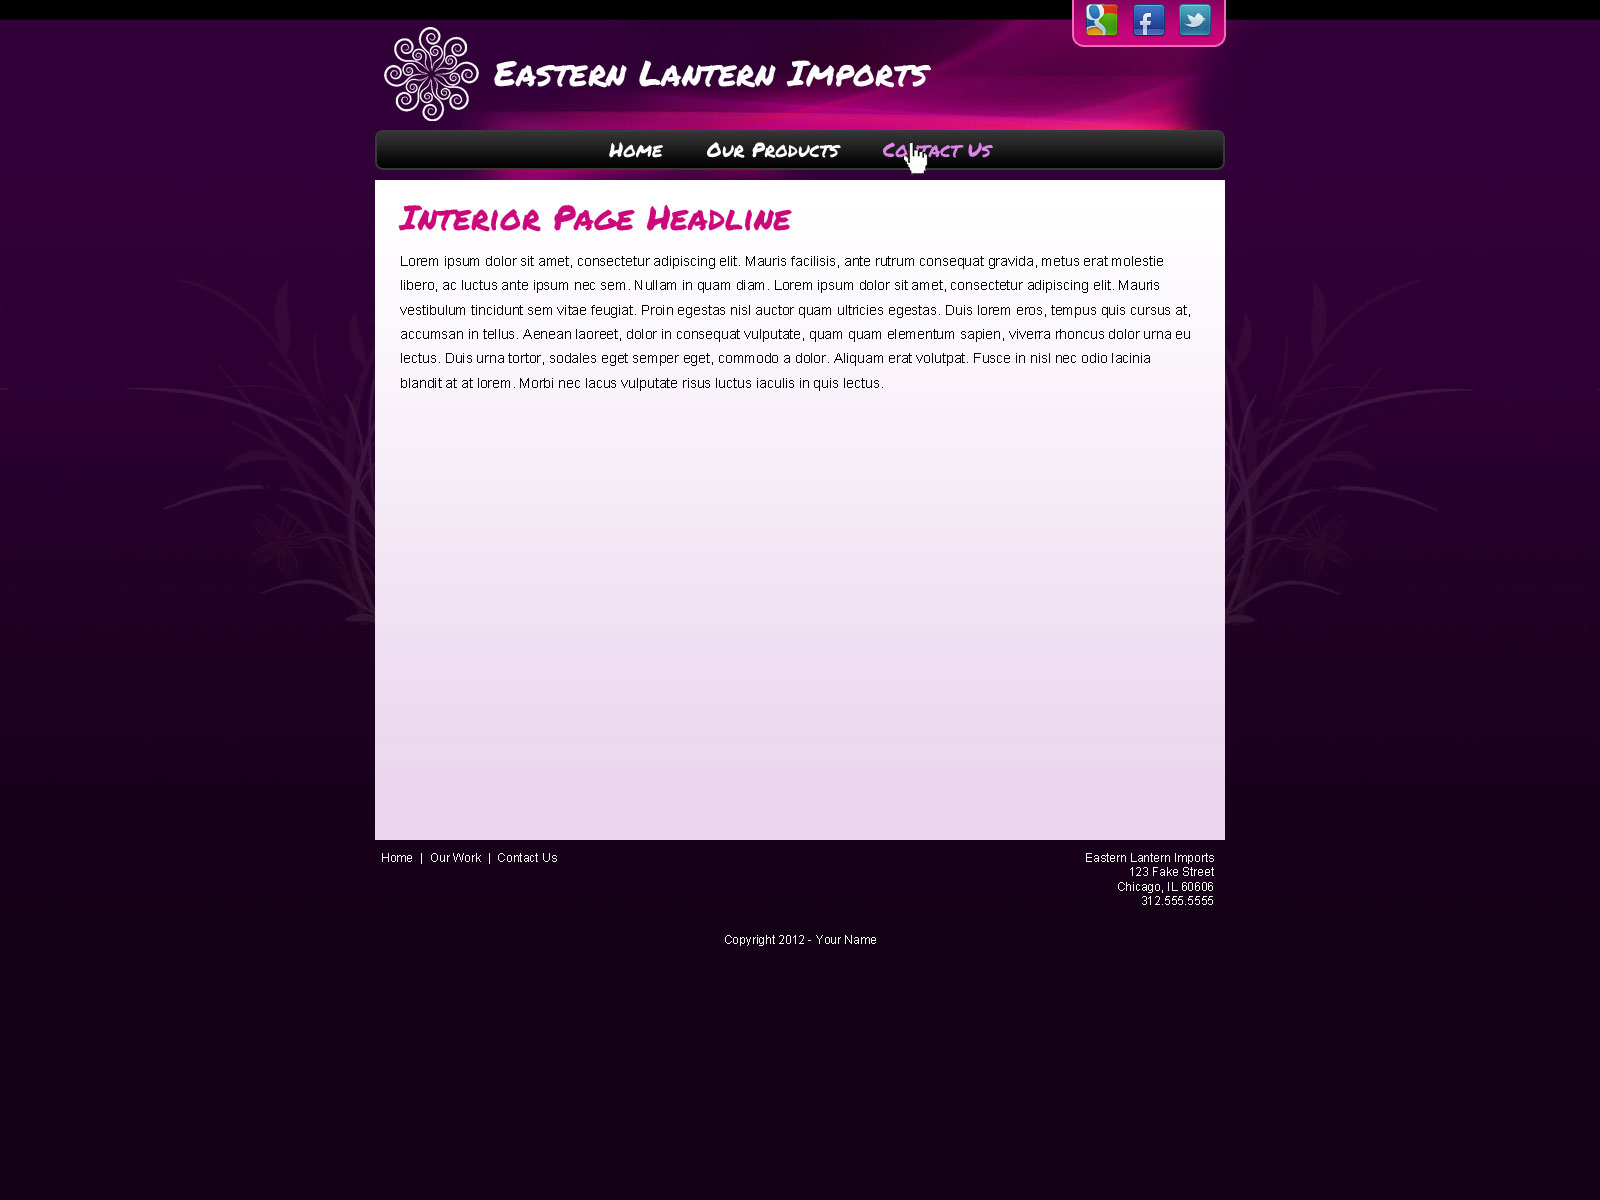 Eastern Lantern Imports
Home Our Products Contact Us
Interior Page Headline
Lorem ipsum dolor sit amet, consectetur adipiscing elit. Mauris facilisis, ante rutrum consequat gravida, metus erat molestie
libero, ac luctus ante ipsum nec sem. Nullam in quam diam. Lorem ipsum dolor sit amet, consectetur adipiscing elit. Mauris
vestibulum tincidunt sem vitae feugiat. Proin egestas nisl auctor quam ultricies egestas. Duis lorem eros, tempus quis cursus at,
accumsan in tellus. Aenean laoreet, dolor in consequat vulputate, quam quam elementum sapien, viverra rhoncus dolor urna eu
lectus. Duis urna tortor, sodales eget semper eget, commodo a dolor. Aliquam erat volutpat. Fusce in nisl nec odio lacinia
blandit at at lorem. Morbi nec lacus vulputate risus luctus iaculis in quis lectus.
Home | Our Work | Contact Us
Eastern Lantern Imports
123 Fake Street
Chicago, IL 60606
312.555.5555
Copyright 2012 - Your Name